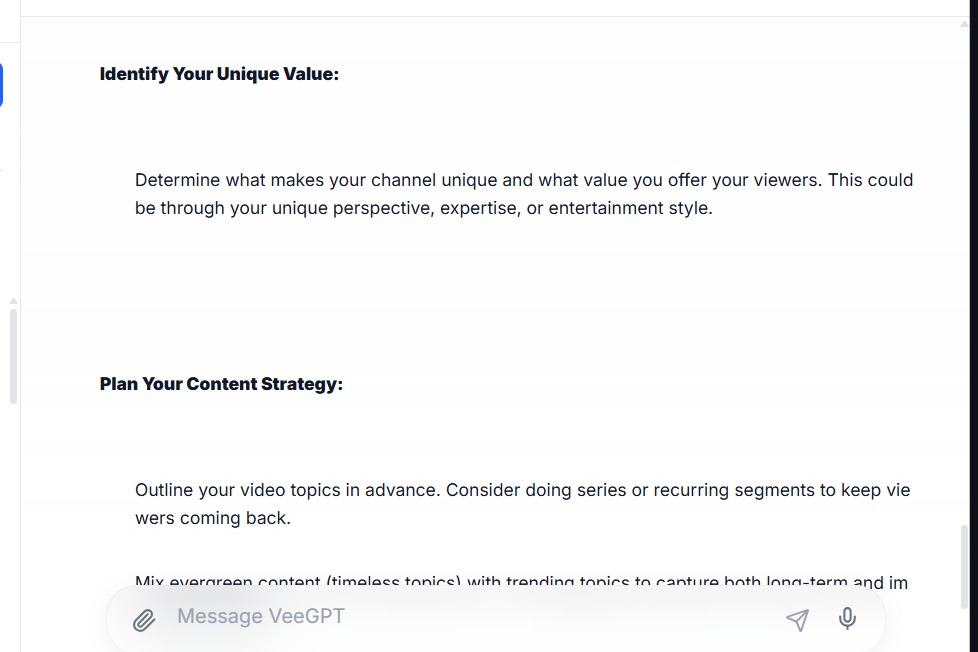 Identify Your Unique Value:
Determine what makes your channel unique and what value you offer your viewers. This could
be through your unique perspective, expertise, or entertainment style.
Plan Your Content Strategy:
Outline your video topics in advance. Consider doing series or recurring segments to keep vie
wers coming back.
Mix evergreen content (timeless topics) with trending topics to capture both long-term and im
Message VeeGPT